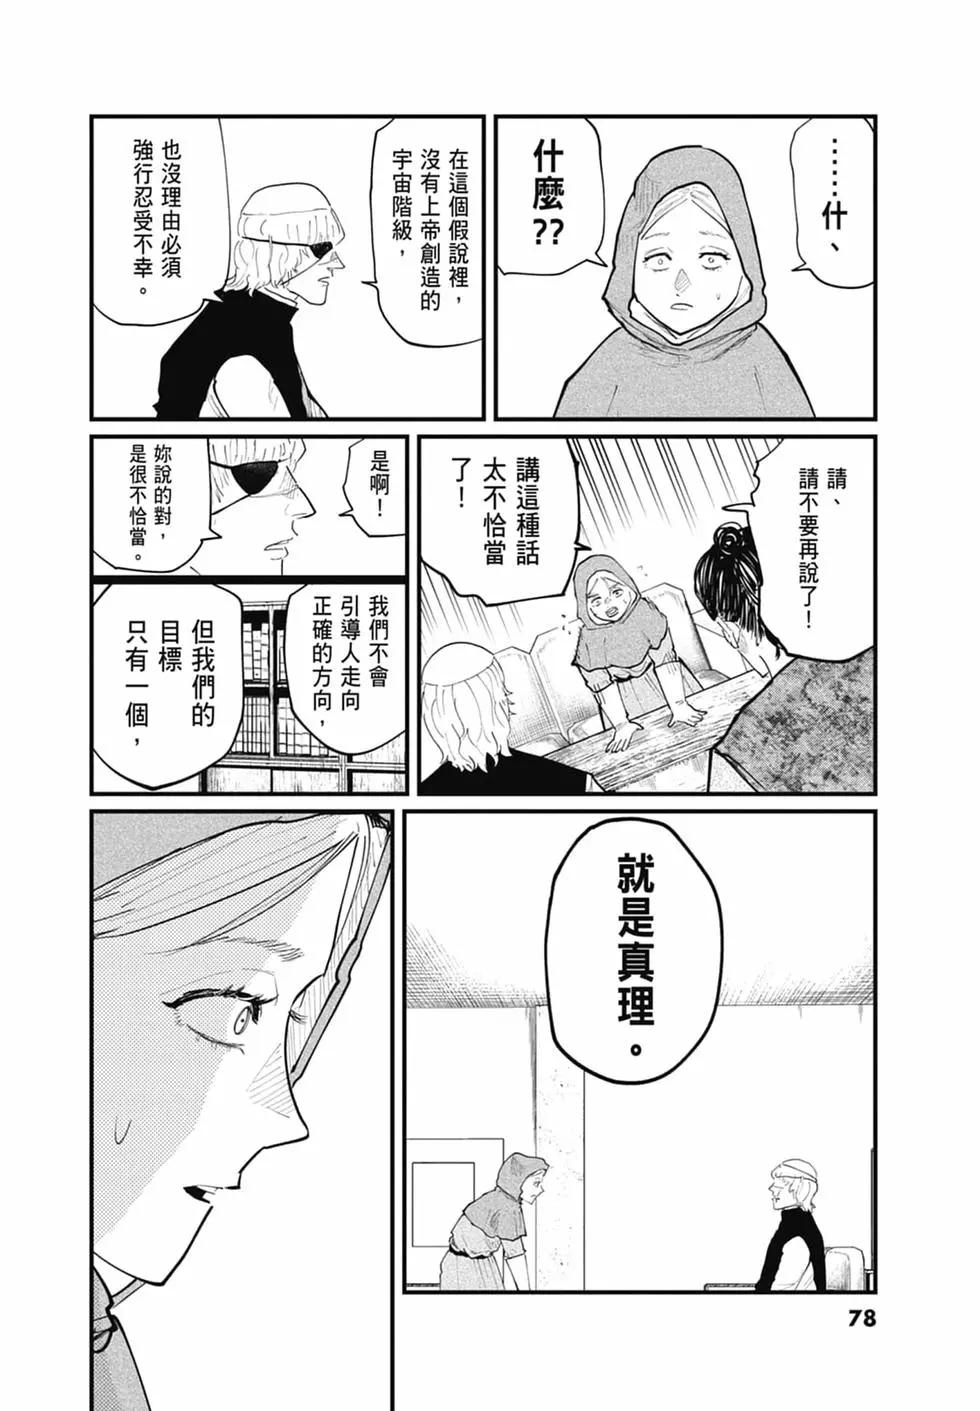 ……什、
什麼??
在這個假說裡，
沒有上帝創造的
宇宙階級，
也沒理由必須
強行忍受不幸。
請、
請不要再說了！
講這種話
太不恰當
了！
是啊！
妳說的對，
是很不恰當。
我們不會
引導人走向
正確的方向，
但我們的
目標
只有一個，
就是真理。
78